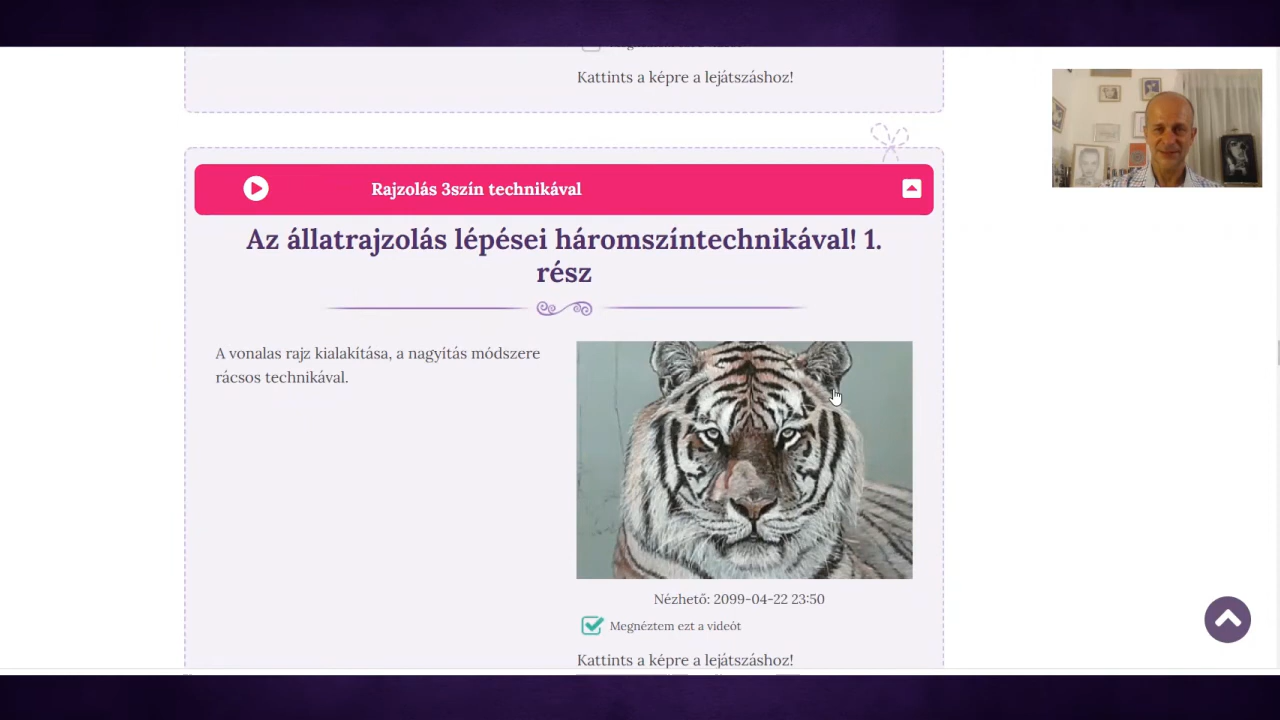 Kattints a képre a lejátszáshoz!
Rajzolás 3szín technikával
Az állatrajzolás lépései háromszíntechnikával! 1.
rész
A vonalas rajz kialakítása, a nagyítás módszere
rácsos technikával.
Nézhető: 2099-04-22 23:50
Megnéztem ezt a videót
Kattints a képre a lejátszáshoz!